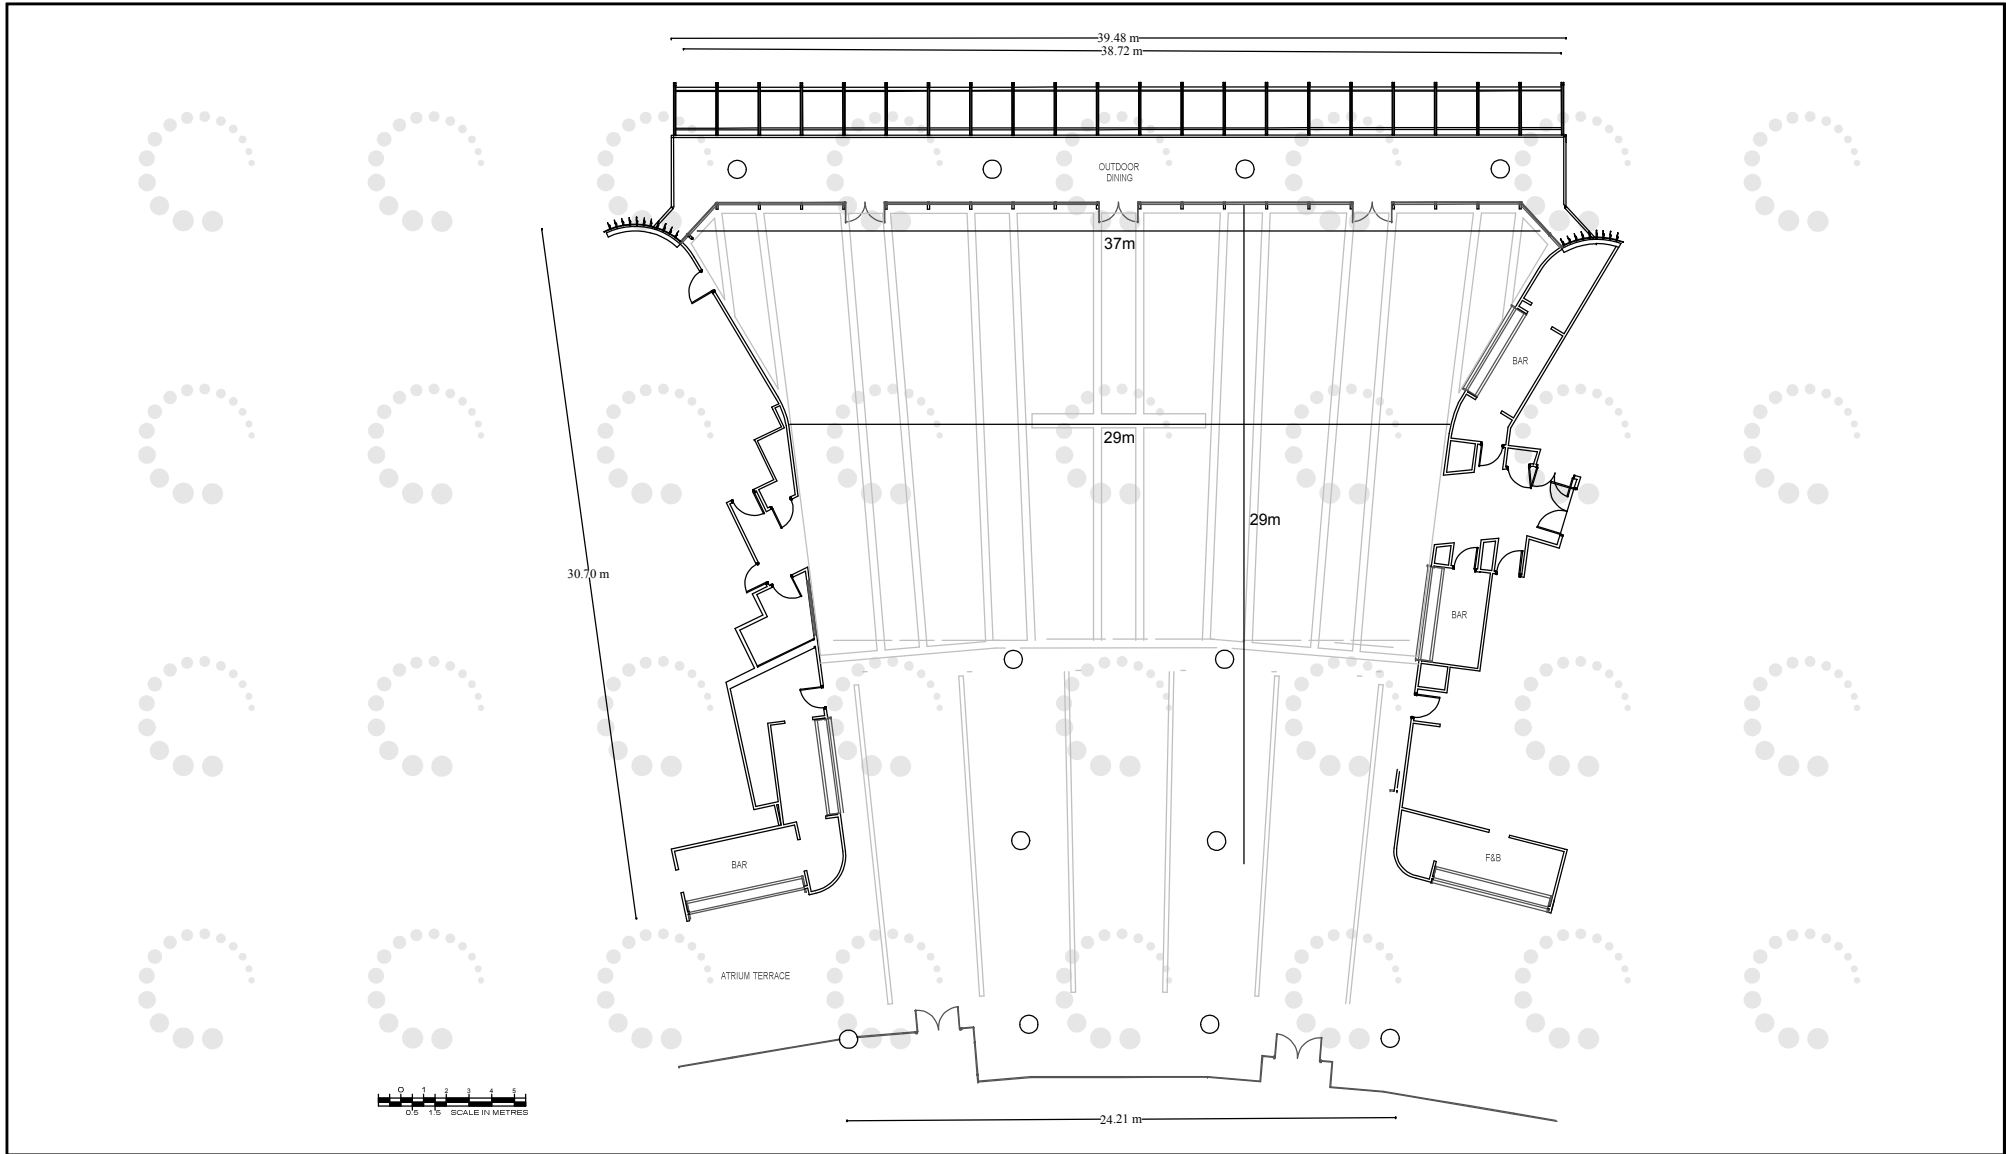 39.48 m
38.72 m
OUTDOOR
DINING
37m
BAR
29m
29m
30.70 m
BAR
BAR
F&B
ATRIUM TERRACE
0 1 2 3 4 5
0.5 1.5 SCALE IN METRES
24.21 m